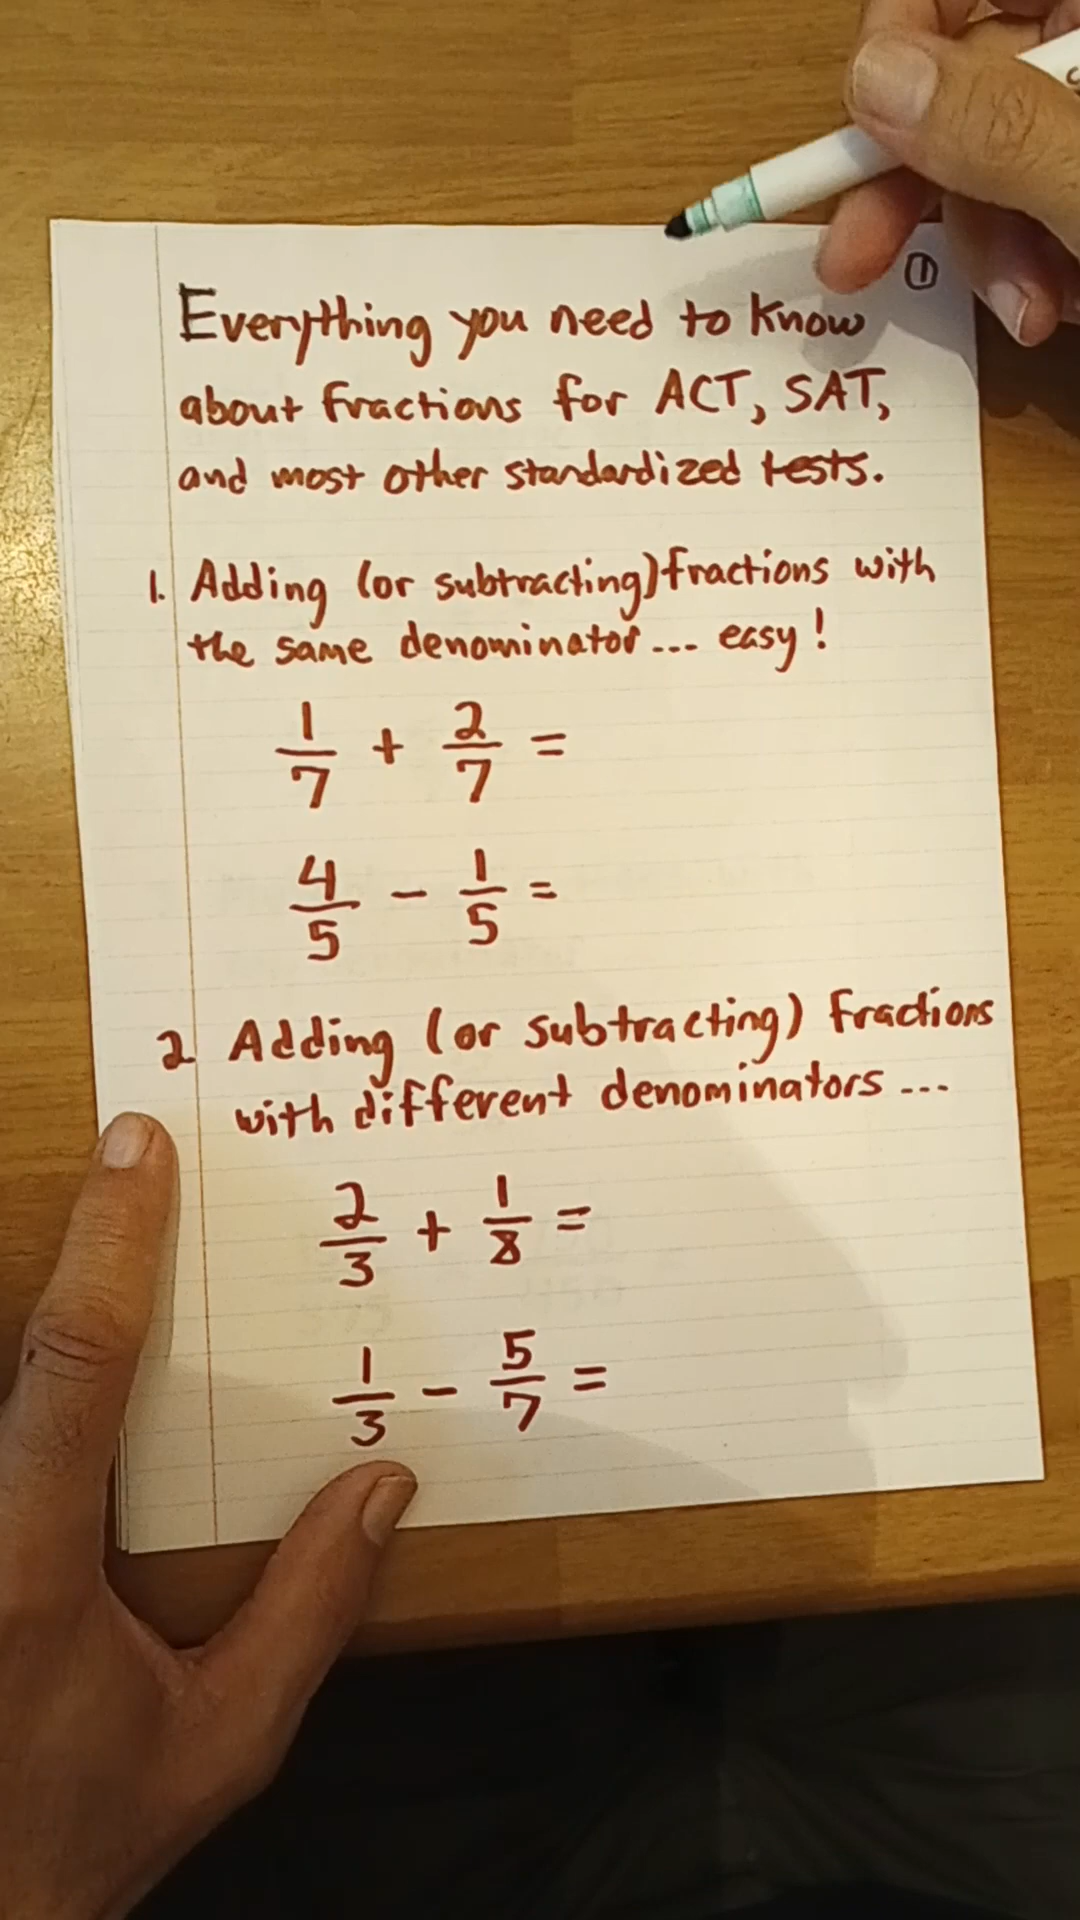 ①
Everything you need to know
about fractions for ACT, SAT,
and most other standardized tests.
1. Adding (or subtracting) fractions with
the same denominator... easy!
1/7 + 2/7 =
4/5 - 1/5 =
2 Adding (or subtracting) fractions
with different denominators...
2/3 + 1/8 =
1/3 - 5/7 =